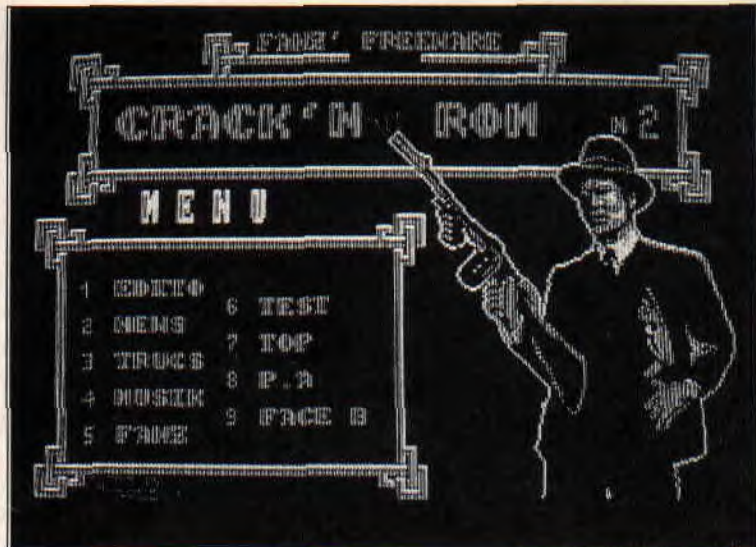 FANZ' FREEWARE
CRACK'N ROM N 2
MENU
1 EDITO
2 NEWS
3 TRUCS
4 MUSIK
5 FANZ
6 TEST
7 TOP
8 P.A
9 FACE B